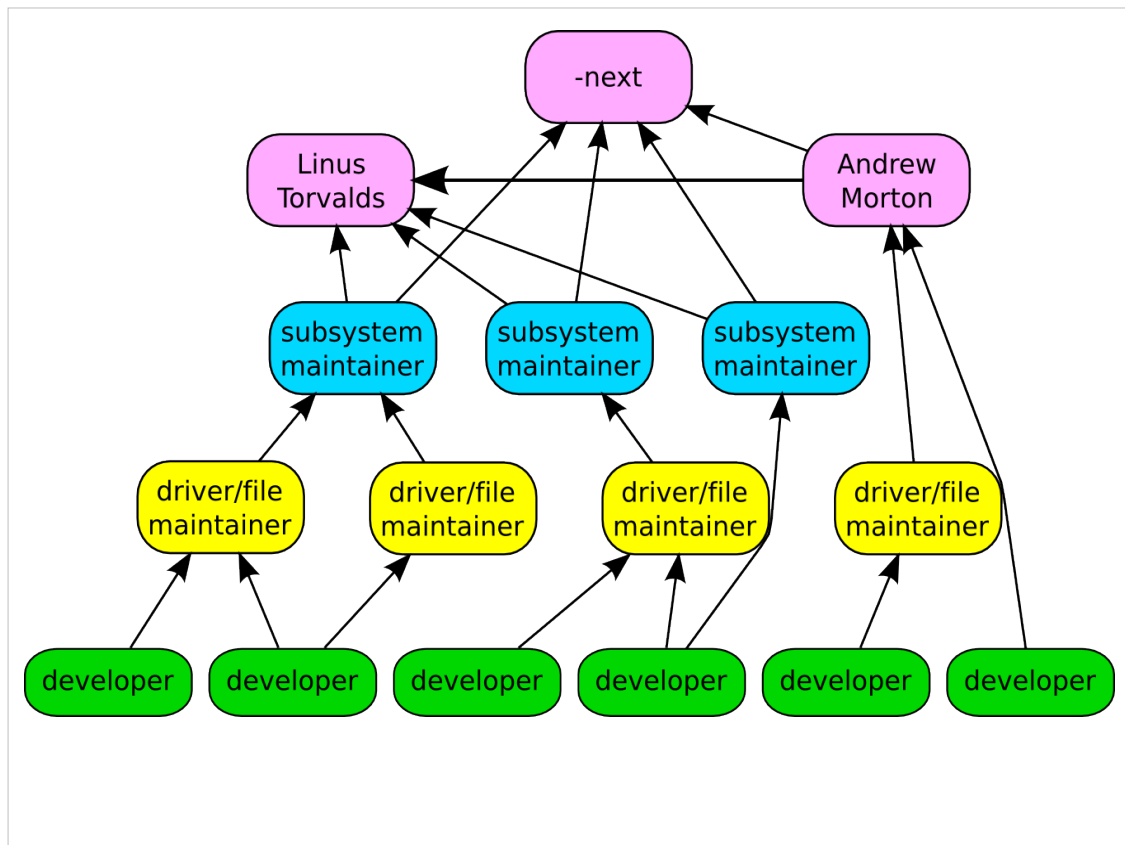 -next
Linus
Torvalds
Andrew
Morton
subsystem
maintainer
subsystem
maintainer
subsystem
maintainer
driver/file
maintainer
driver/file
maintainer
driver/file
maintainer
driver/file
maintainer
developer
developer
developer
developer
developer
developer